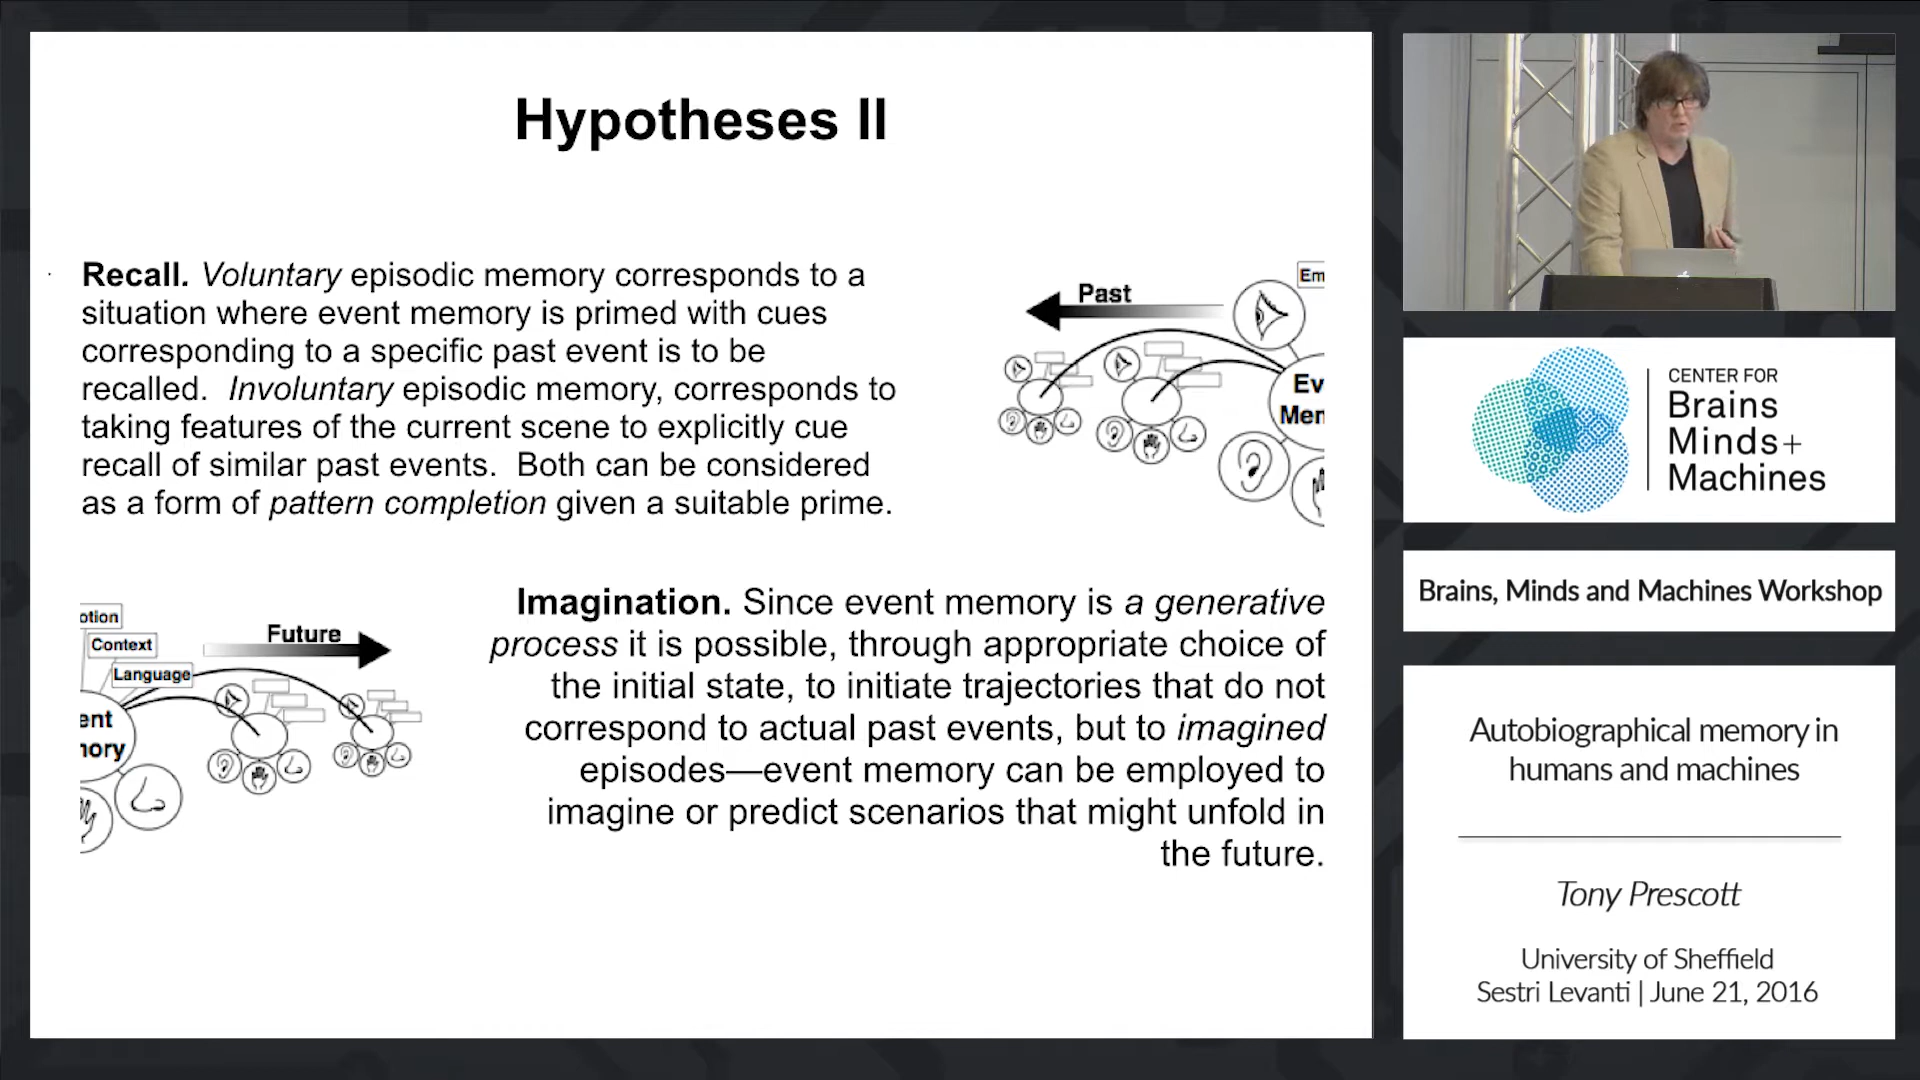 Hypotheses II
Recall. Voluntary episodic memory corresponds to a
situation where event memory is primed with cues
corresponding to a specific past event is to be
recalled. Involuntary episodic memory, corresponds to
taking features of the current scene to explicitly cue
recall of similar past events. Both can be considered
as a form of pattern completion given a suitable prime.
Past
Em
Ev
Men
otion
Context
Language
Future
ent
nory
Imagination. Since event memory is a generative
process it is possible, through appropriate choice of
the initial state, to initiate trajectories that do not
correspond to actual past events, but to imagined
episodes—event memory can be employed to
imagine or predict scenarios that might unfold in
the future.
CENTER FOR
Brains
Minds+
Machines
Brains, Minds and Machines Workshop
Autobiographical memory in
humans and machines
Tony Prescott
University of Sheffield
Sestri Levanti | June 21, 2016